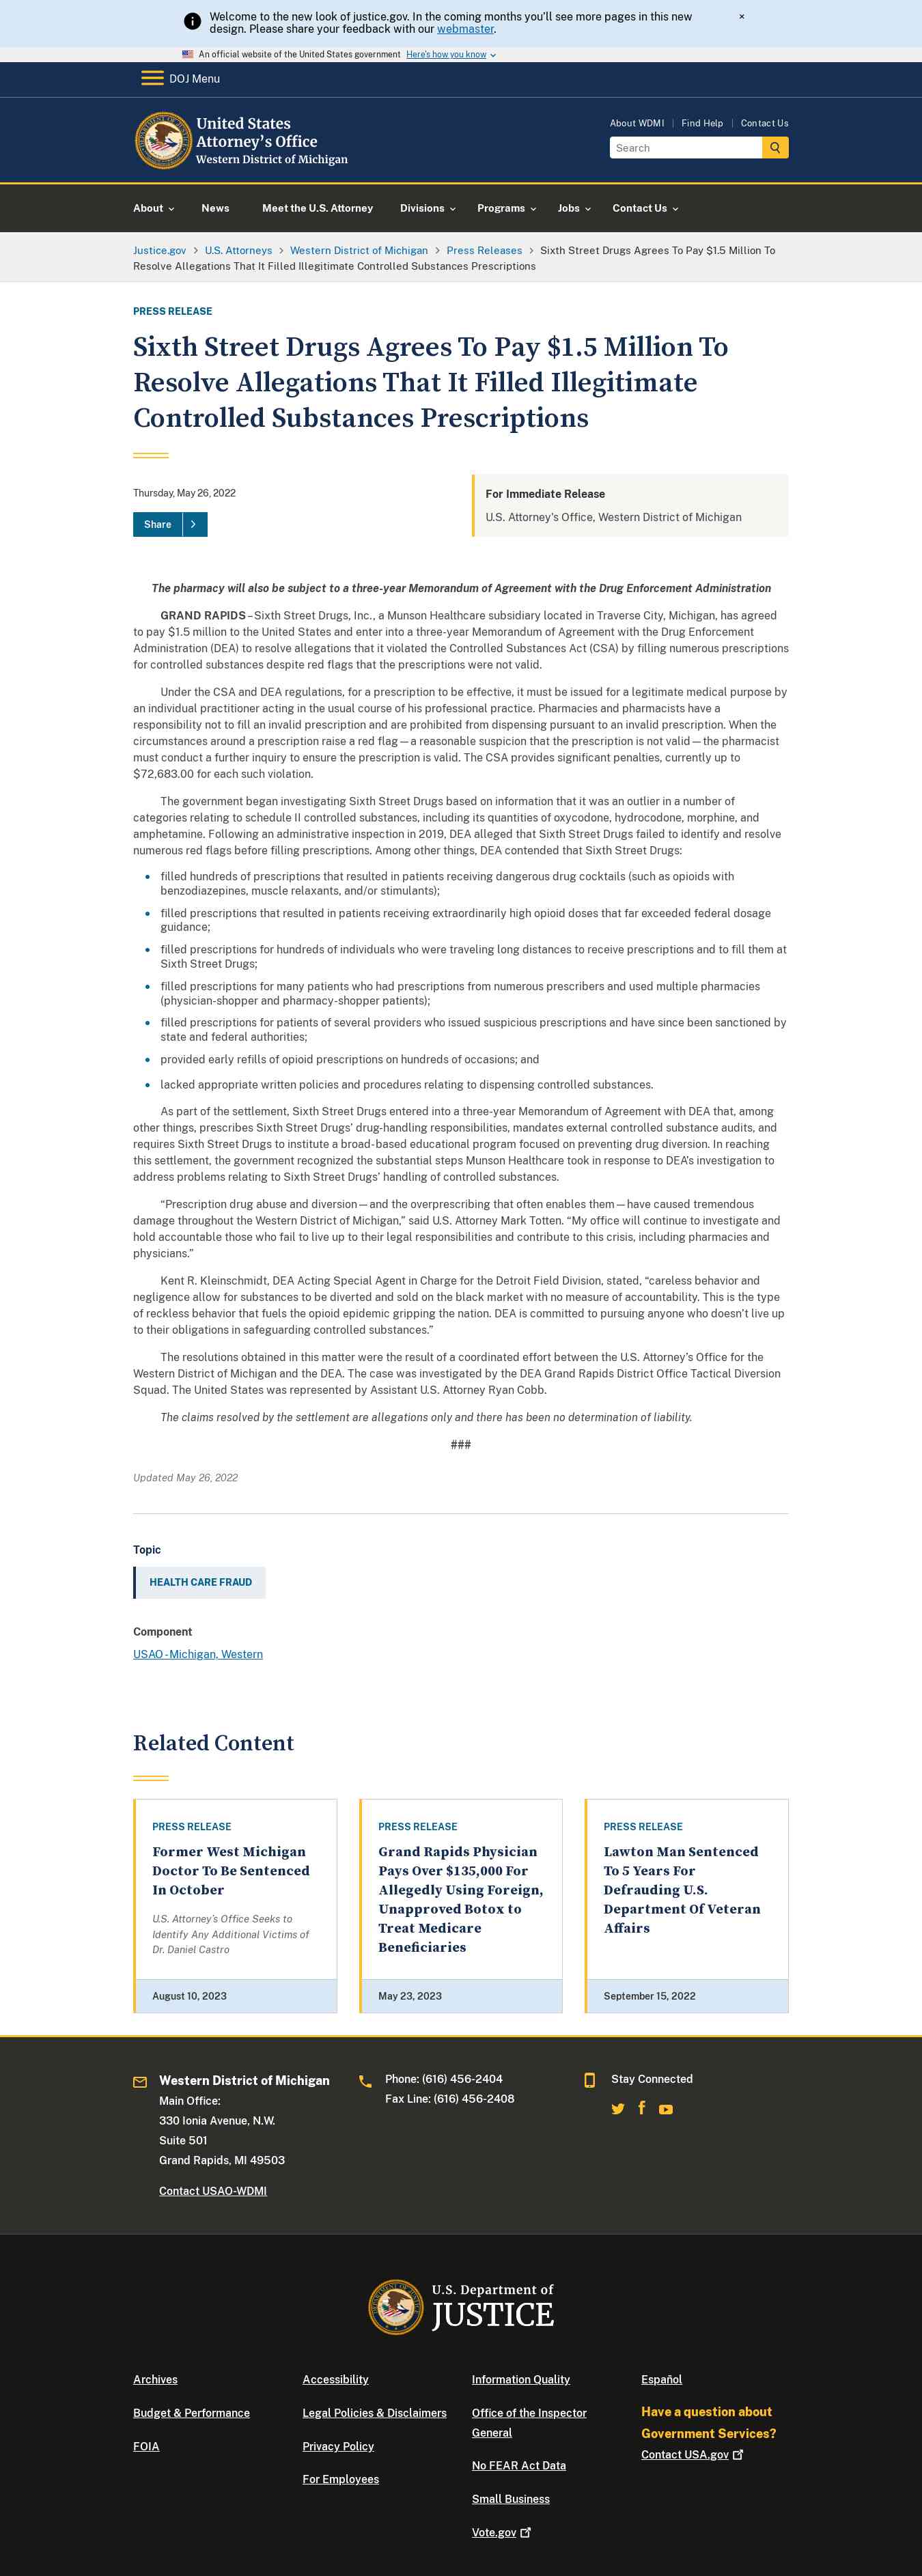 Welcome to the new look of justice.gov. In the coming months you'll see more pages in this new
design. Please share your feedback with our webmaster.
×
An official website of the United States government Here's how you know
DOJ Menu
United States
Attorney's Office
Western District of Michigan
About WDMI | Find Help | Contact Us
Search
About News Meet the U.S. Attorney Divisions Programs Jobs Contact Us
Justice.gov > U.S. Attorneys > Western District of Michigan > Press Releases > Sixth Street Drugs Agrees To Pay $1.5 Million To
Resolve Allegations That It Filled Illegitimate Controlled Substances Prescriptions
PRESS RELEASE
Sixth Street Drugs Agrees To Pay $1.5 Million To
Resolve Allegations That It Filled Illegitimate
Controlled Substances Prescriptions
Thursday, May 26, 2022
Share >
For Immediate Release
U.S. Attorney's Office, Western District of Michigan
The pharmacy will also be subject to a three-year Memorandum of Agreement with the Drug Enforcement Administration
GRAND RAPIDS – Sixth Street Drugs, Inc., a Munson Healthcare subsidiary located in Traverse City, Michigan, has agreed
to pay $1.5 million to the United States and enter into a three-year Memorandum of Agreement with the Drug Enforcement
Administration (DEA) to resolve allegations that it violated the Controlled Substances Act (CSA) by filling numerous prescriptions
for controlled substances despite red flags that the prescriptions were not valid.
Under the CSA and DEA regulations, for a prescription to be effective, it must be issued for a legitimate medical purpose by
an individual practitioner acting in the usual course of his professional practice. Pharmacies and pharmacists have a
responsibility not to fill an invalid prescription and are prohibited from dispensing pursuant to an invalid prescription. When the
circumstances around a prescription raise a red flag — a reasonable suspicion that the prescription is not valid — the pharmacist
must conduct a further inquiry to ensure the prescription is valid. The CSA provides significant penalties, currently up to
$72,683.00 for each such violation.
The government began investigating Sixth Street Drugs based on information that it was an outlier in a number of
categories relating to schedule II controlled substances, including its quantities of oxycodone, hydrocodone, morphine, and
amphetamine. Following an administrative inspection in 2019, DEA alleged that Sixth Street Drugs failed to identify and resolve
numerous red flags before filling prescriptions. Among other things, DEA contended that Sixth Street Drugs:
• filled hundreds of prescriptions that resulted in patients receiving dangerous drug cocktails (such as opioids with
benzodiazepines, muscle relaxants, and/or stimulants);
• filled prescriptions that resulted in patients receiving extraordinarily high opioid doses that far exceeded federal dosage
guidance;
• filled prescriptions for hundreds of individuals who were traveling long distances to receive prescriptions and to fill them at
Sixth Street Drugs;
• filled prescriptions for many patients who had prescriptions from numerous prescribers and used multiple pharmacies
(physician-shopper and pharmacy-shopper patients);
• filled prescriptions for patients of several providers who issued suspicious prescriptions and have since been sanctioned by
state and federal authorities;
• provided early refills of opioid prescriptions on hundreds of occasions; and
• lacked appropriate written policies and procedures relating to dispensing controlled substances.
As part of the settlement, Sixth Street Drugs entered into a three-year Memorandum of Agreement with DEA that, among
other things, prescribes Sixth Street Drugs' drug-handling responsibilities, mandates external controlled substance audits, and
requires Sixth Street Drugs to institute a broad-based educational program focused on preventing drug diversion. In reaching
this settlement, the government recognized the substantial steps Munson Healthcare took in response to DEA's investigation to
address problems relating to Sixth Street Drugs' handling of controlled substances.
“Prescription drug abuse and diversion — and the overprescribing that often enables them — have caused tremendous
damage throughout the Western District of Michigan,” said U.S. Attorney Mark Totten. “My office will continue to investigate and
hold accountable those who fail to live up to their legal responsibilities and contribute to this crisis, including pharmacies and
physicians.”
Kent R. Kleinschmidt, DEA Acting Special Agent in Charge for the Detroit Field Division, stated, “careless behavior and
negligence allow for substances to be diverted and sold on the black market with no measure of accountability. This is the type
of reckless behavior that fuels the opioid epidemic gripping the nation. DEA is committed to pursuing anyone who doesn't live up
to their obligations in safeguarding controlled substances.”
The resolutions obtained in this matter were the result of a coordinated effort between the U.S. Attorney's Office for the
Western District of Michigan and the DEA. The case was investigated by the DEA Grand Rapids District Office Tactical Diversion
Squad. The United States was represented by Assistant U.S. Attorney Ryan Cobb.
The claims resolved by the settlement are allegations only and there has been no determination of liability.
###
Updated May 26, 2022
Topic
HEALTH CARE FRAUD
Component
USAO - Michigan, Western
Related Content
PRESS RELEASE
Former West Michigan
Doctor To Be Sentenced
In October
U.S. Attorney's Office Seeks to
Identify Any Additional Victims of
Dr. Daniel Castro
August 10, 2023
PRESS RELEASE
Grand Rapids Physician
Pays Over $135,000 For
Allegedly Using Foreign,
Unapproved Botox to
Treat Medicare
Beneficiaries
May 23, 2023
PRESS RELEASE
Lawton Man Sentenced
To 5 Years For
Defrauding U.S.
Department Of Veteran
Affairs
September 15, 2022
Western District of Michigan
Main Office:
330 Ionia Avenue, N.W.
Suite 501
Grand Rapids, MI 49503
Contact USAO-WDMI
Phone: (616) 456-2404
Fax Line: (616) 456-2408
Stay Connected
U.S. Department of
JUSTICE
Archives
Budget & Performance
FOIA
Accessibility
Legal Policies & Disclaimers
Privacy Policy
For Employees
Information Quality
Office of the Inspector
General
No FEAR Act Data
Small Business
Vote.gov
Español
Have a question about
Government Services?
Contact USA.gov